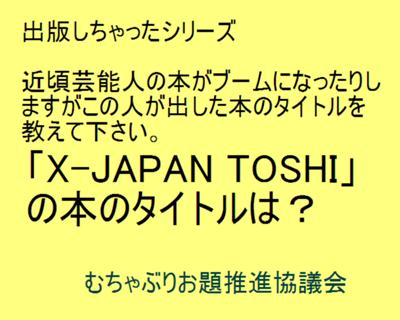 出版しちゃったシリーズ
近頃芸能人の本がブームになったりし
ますがこの人が出した本のタイトルを
教えて下さい。
「X-JAPAN TOSHI」
の本のタイトルは？
むちゃぶりお題推進協議会